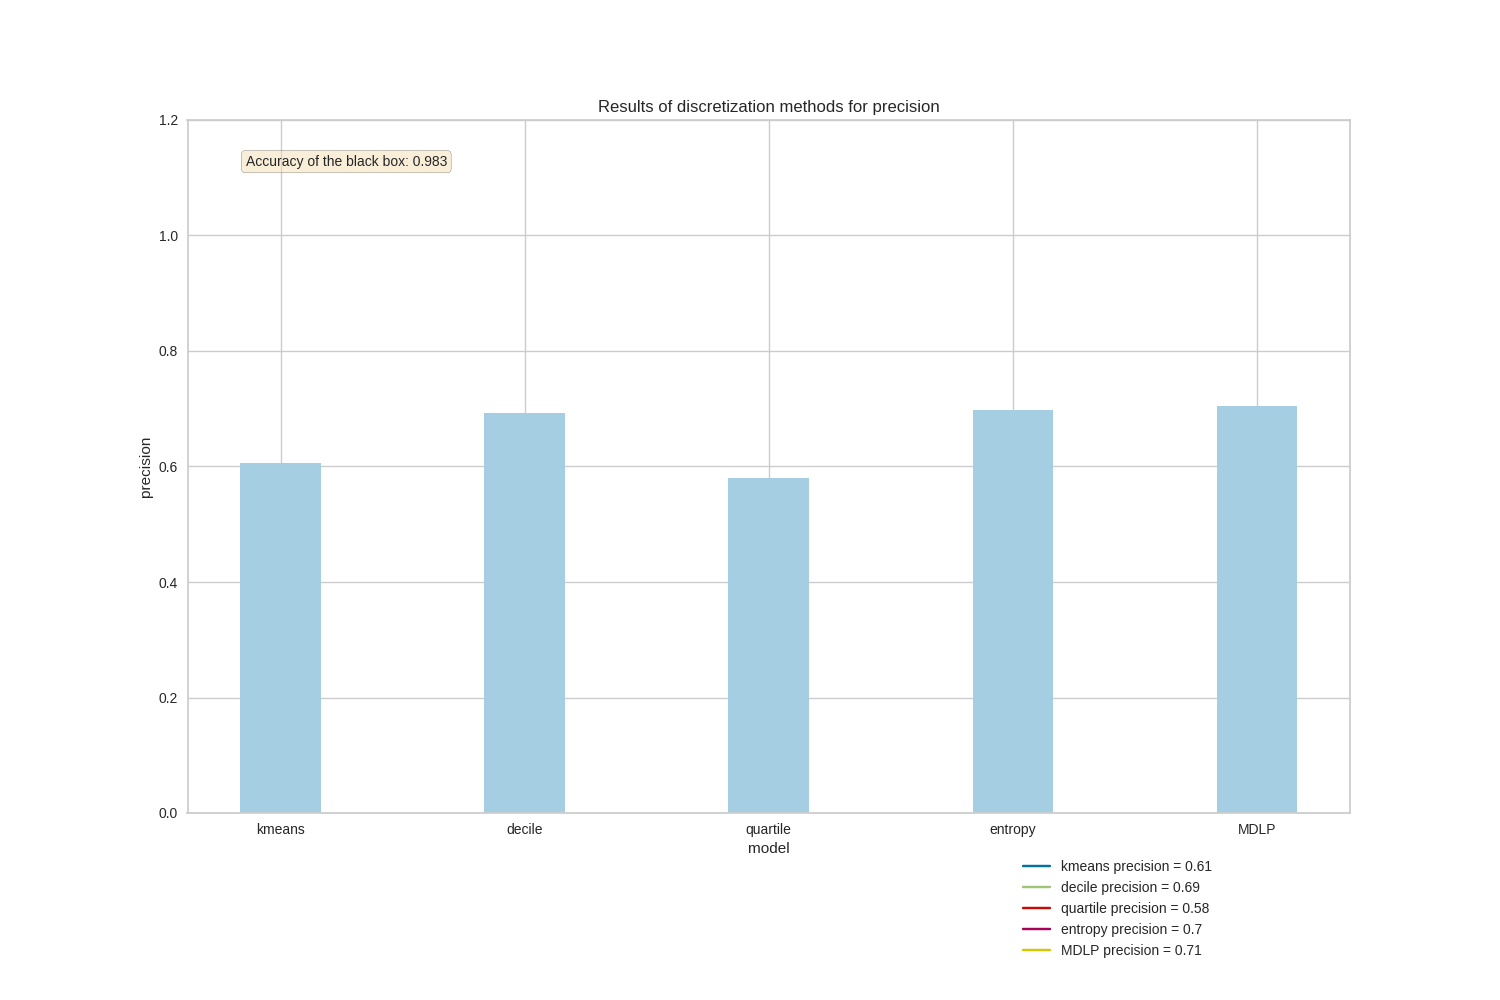 Results of discretization methods for precision
1.2
Accuracy of the black box: 0.983
1.0
0.8
0.6
precision
0.4
0.2
0.0
kmeans decile quartile entropy MDLP
model
kmeans precision = 0.61
decile precision = 0.69
quartile precision = 0.58
entropy precision = 0.7
MDLP precision = 0.71